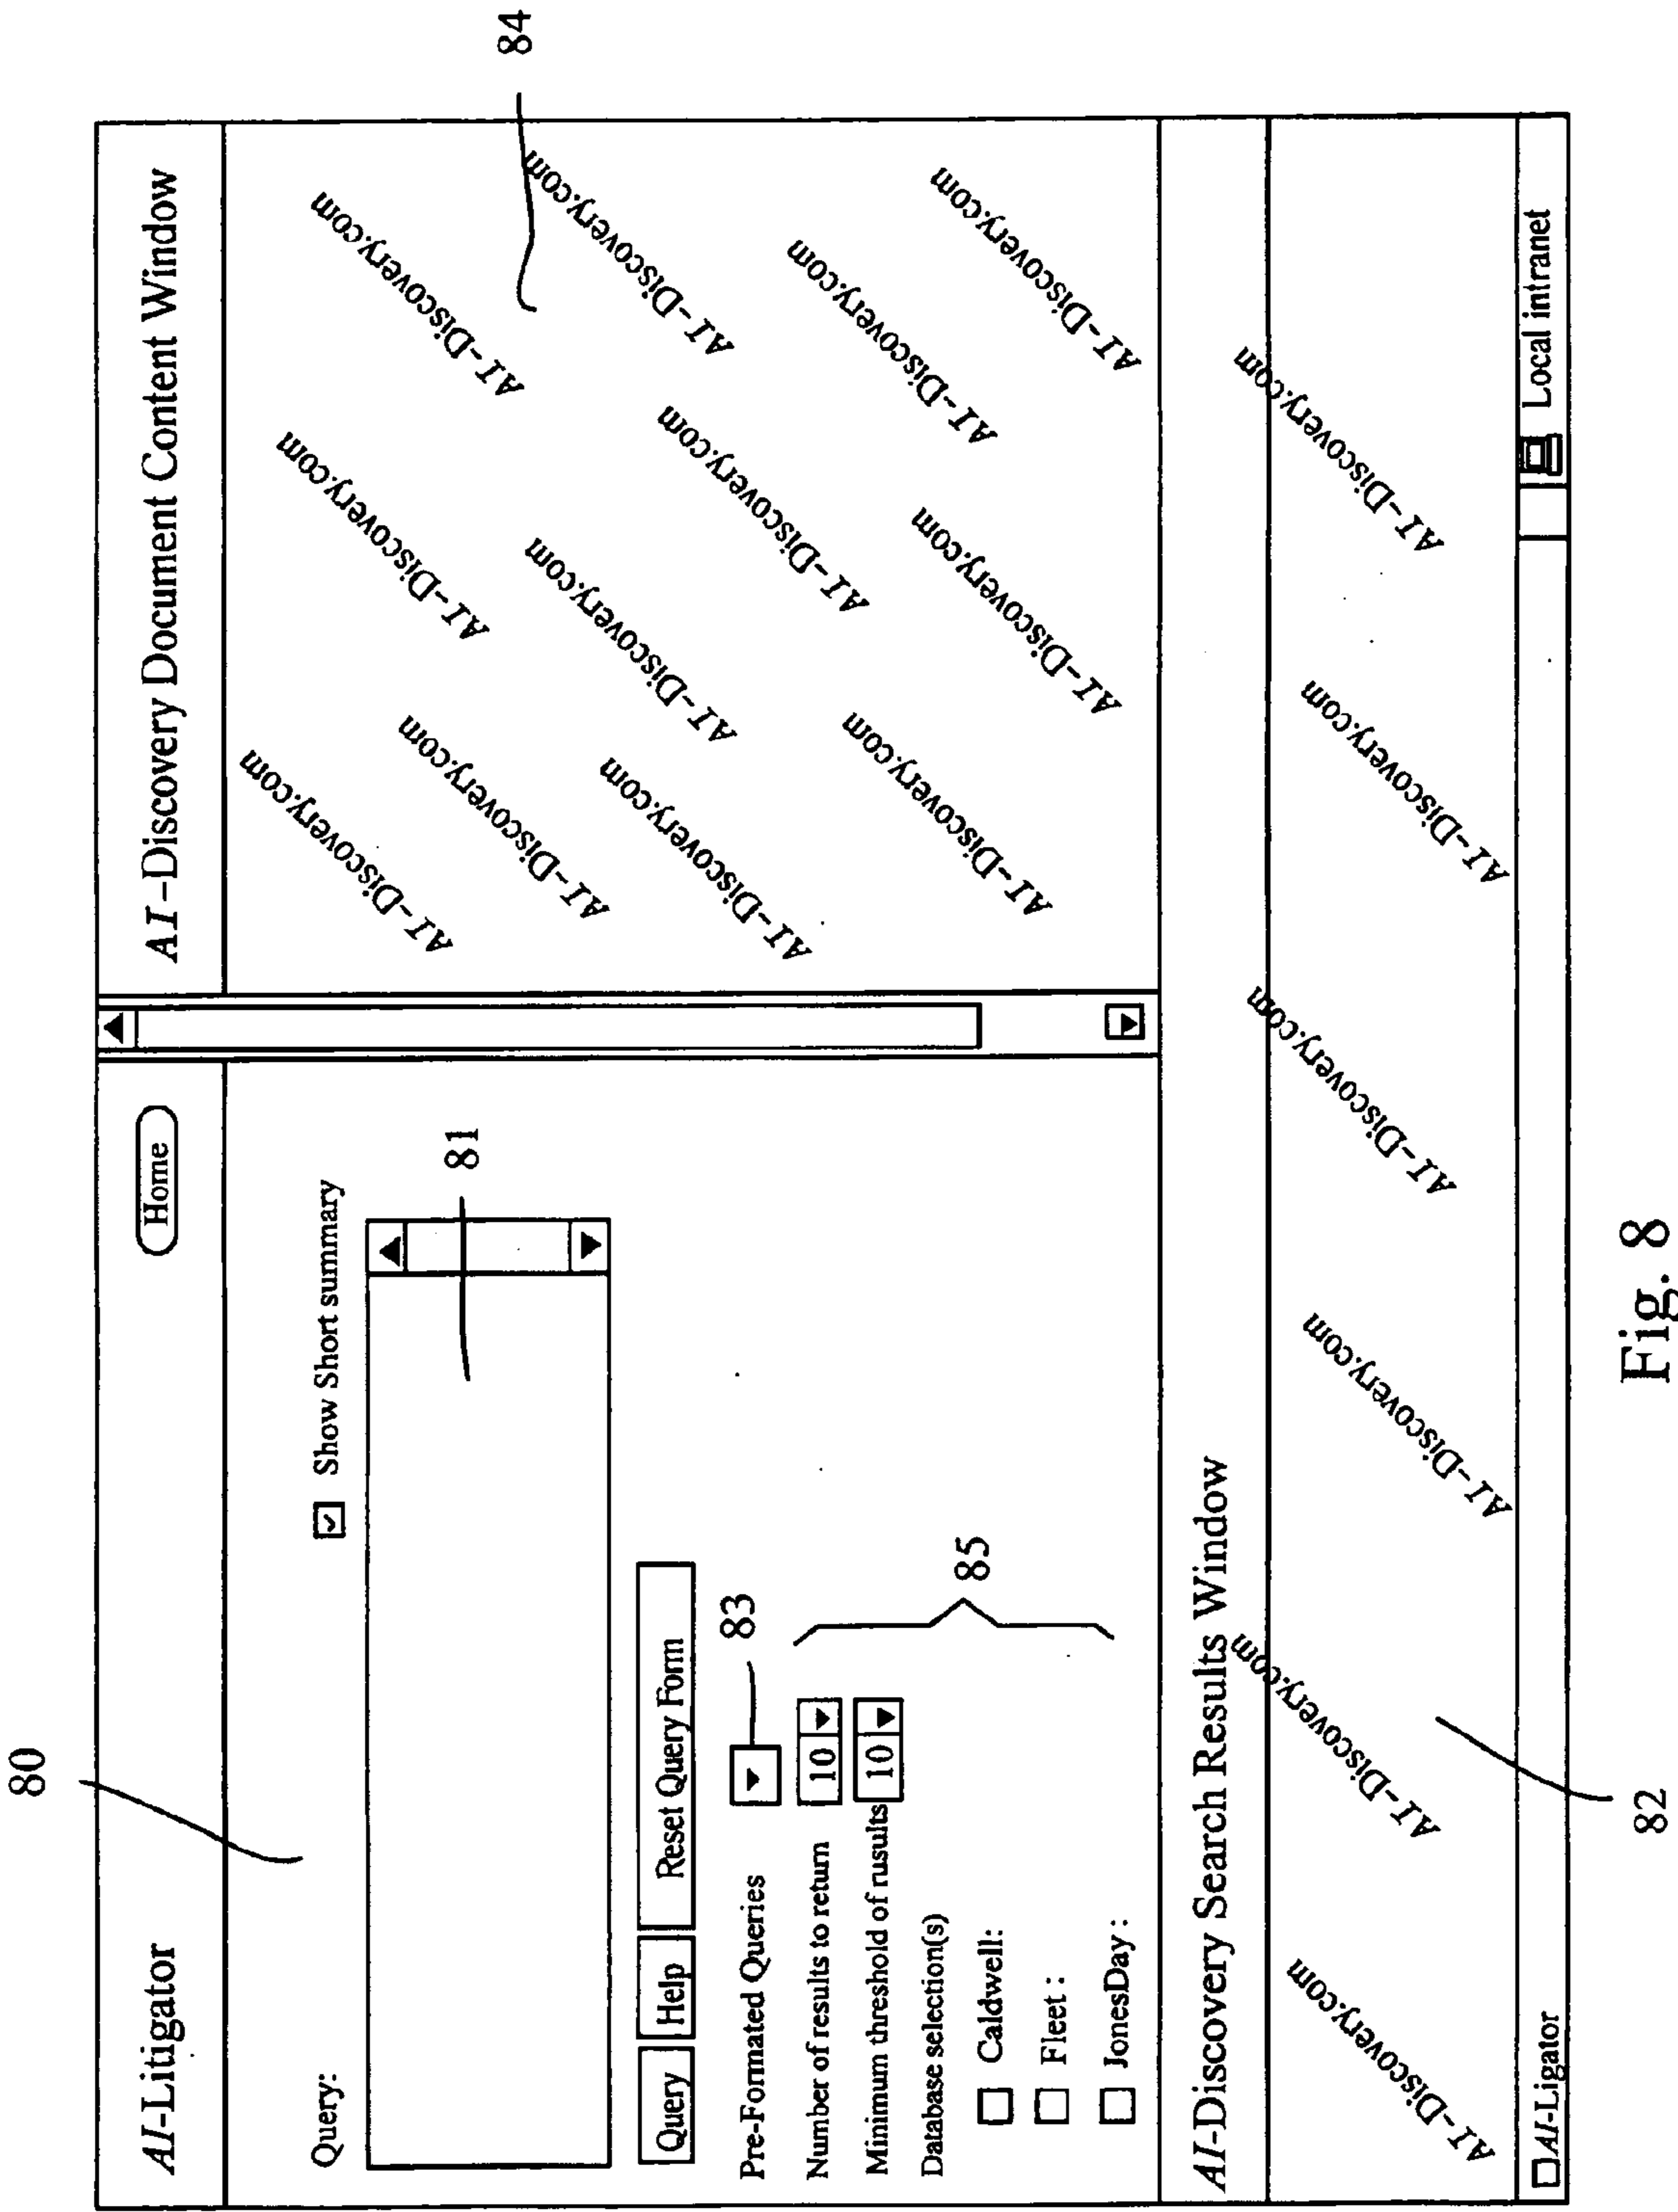 80
84
AI-Litigator
Home
AI-Discovery Document Content Window
Query:
Show Short summary
81
Query
Help
Reset Query Form
Pre-Formated Queries
83
Number of results to return 10
Minimum threshold of rusults 10
Database selection(s)
Caldwell:
Fleet :
JonesDay :
85
AI-Discovery.com
AI-Discovery.com
AI-Discovery.com
AI-Discovery.com
AI-Discovery.com
AI-Discovery.com
AI-Discovery.com
AI-Discovery.com
AI-Discovery.com
AI-Discovery.com
AI-Discovery.com
AI-Discovery.com
AI-Discovery Search Results Window
AI-Discovery.com
AI-Discovery.com
AI-Discovery.com
AI-Discovery.com
AI-Discovery.com
AI-Discovery.com
AI-Ligator
Local intranet
82
Fig. 8